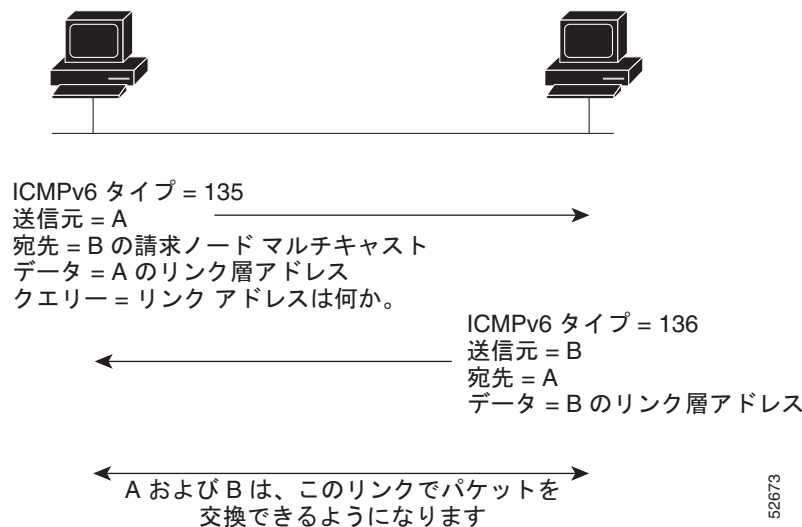 ICMPv6 タイプ = 135
送信元 = A
宛先 = B の請求ノード マルチキャスト
データ = A のリンク層アドレス
クエリー = リンク アドレスは何か。
ICMPv6 タイプ = 136
送信元 = B
宛先 = A
データ = B のリンク層アドレス
A および B は、このリンクでパケットを
交換できるようになります
52673